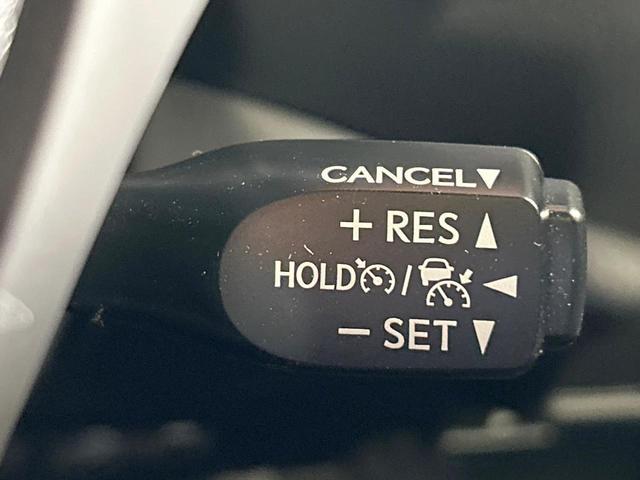 CANCEL▼
+ RES ▲
HOLD / ◀
− SET ▼